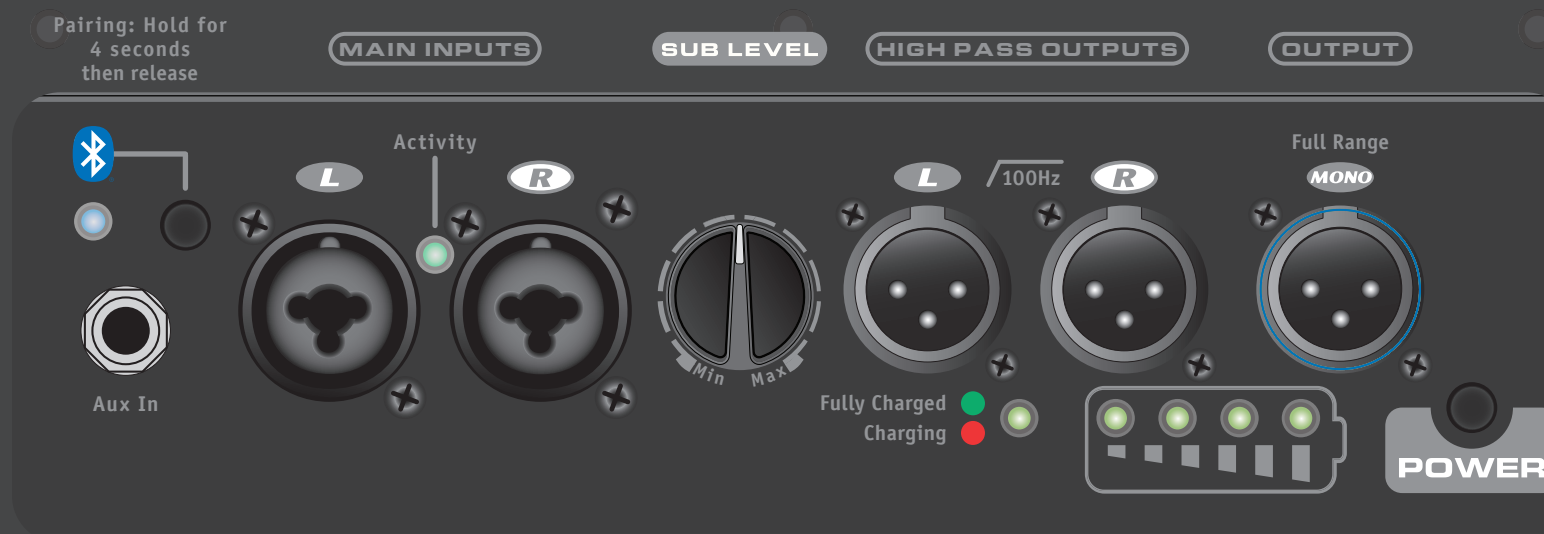 Pairing: Hold for
4 seconds
then release
MAIN INPUTS
SUB LEVEL
HIGH PASS OUTPUTS
OUTPUT
Activity
L
R
L
100Hz
R
Full Range
MONO
Min
Max
Aux In
Fully Charged
Charging
POWER